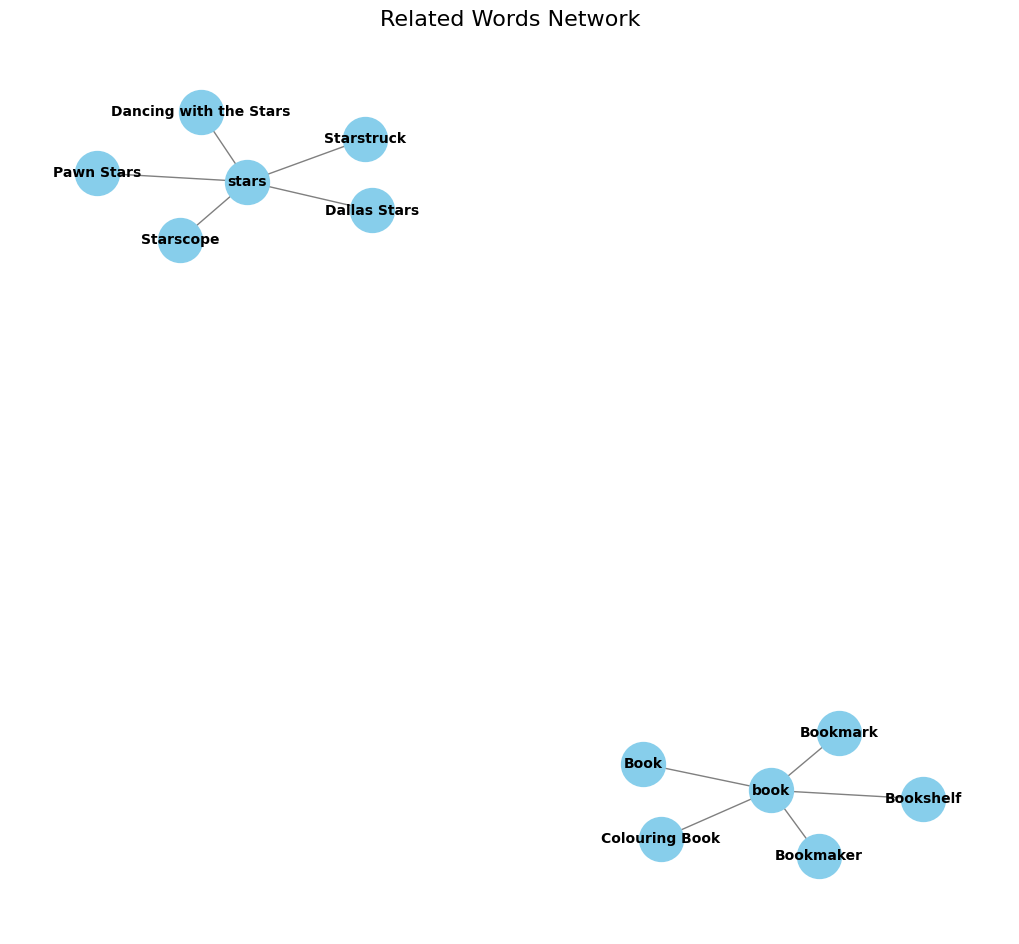 Related Words Network
Dancing with the Stars
Starstruck
Pawn Stars
stars
Dallas Stars
Starscope
Bookmark
Book
book
Bookshelf
Colouring Book
Bookmaker